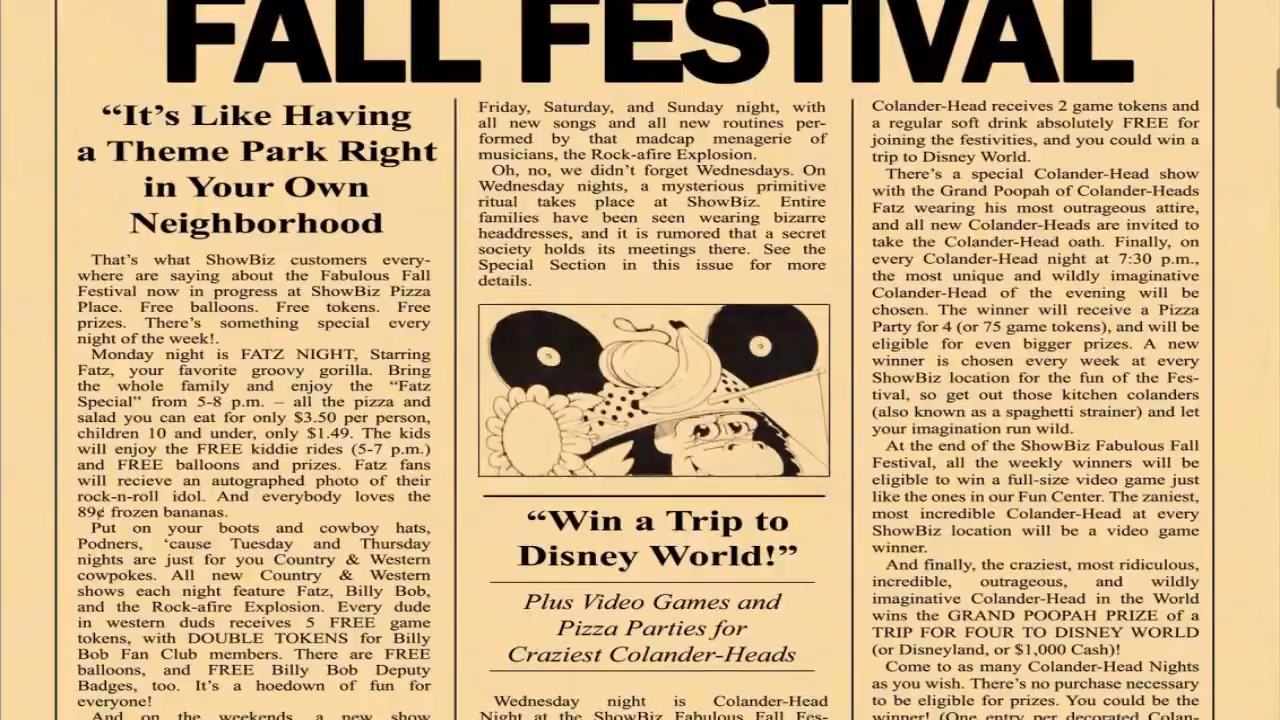 FALL FESTIVAL
“It’s Like Having
a Theme Park Right
in Your Own
Neighborhood
That’s what ShowBiz customers every-
where are saying about the Fabulous Fall
Festival now in progress at ShowBiz Pizza
Place. Free balloons. Free tokens. Free
prizes. There’s something special every
night of the week!.
Monday night is FATZ NIGHT, Starring
Fatz, your favorite groovy gorilla. Bring
the whole family and enjoy the “Fatz
Special” from 5-8 p.m. – all the pizza and
salad you can eat for only $3.50 per person,
children 10 and under, only $1.49. The kids
will enjoy the FREE kiddie rides (5-7 p.m.)
and FREE balloons and prizes. Fatz fans
will recieve an autographed photo of their
rock-n-roll idol. And everybody loves the
89¢ frozen bananas.
Put on your boots and cowboy hats,
Podners, ‘cause Tuesday and Thursday
nights are just for you Country & Western
cowpokes. All new Country & Western
shows each night feature Fatz, Billy Bob,
and the Rock-afire Explosion. Every dude
in western duds receives 5 FREE game
tokens, with DOUBLE TOKENS for Billy
Bob Fan Club members. There are FREE
balloons, and FREE Billy Bob Deputy
Badges, too. It’s a hoedown of fun for
everyone!
And on the weekends, a new show
Friday, Saturday, and Sunday night, with
all new songs and all new routines per-
formed by that madcap menagerie of
musicians, the Rock-afire Explosion.
Oh, no, we didn’t forget Wednesdays. On
Wednesday nights, a mysterious primitive
ritual takes place at ShowBiz. Entire
families have been seen wearing bizarre
headdresses, and it is rumored that a secret
society holds its meetings there. See the
Special Section in this issue for more
details.
“Win a Trip to
Disney World!”
Plus Video Games and
Pizza Parties for
Craziest Colander-Heads
Wednesday night is Colander-Head
Night at the ShowBiz Fabulous Fall Fes-
Colander-Head receives 2 game tokens and
a regular soft drink absolutely FREE for
joining the festivities, and you could win a
trip to Disney World.
There’s a special Colander-Head show
with the Grand Poopah of Colander-Heads
Fatz wearing his most outrageous attire,
and all new Colander-Heads are invited to
take the Colander-Head oath. Finally, on
every Colander-Head night at 7:30 p.m.,
the most unique and wildly imaginative
Colander-Head of the evening will be
chosen. The winner will receive a Pizza
Party for 4 (or 75 game tokens), and will be
eligible for even bigger prizes. A new
winner is chosen every week at every
ShowBiz location for the fun of the Fes-
tival, so get out those kitchen colanders
(also known as a spaghetti strainer) and let
your imagination run wild.
At the end of the ShowBiz Fabulous Fall
Festival, all the weekly winners will be
eligible to win a full-size video game just
like the ones in our Fun Center. The zaniest,
most incredible Colander-Head at every
ShowBiz location will be a video game
winner.
And finally, the craziest, most ridiculous,
incredible, outrageous, and wildly
imaginative Colander-Head in the World
wins the GRAND POOPAH PRIZE of a
TRIP FOR FOUR TO DISNEY WORLD
(or Disneyland, or $1,000 Cash)!
Come to as many Colander-Head Nights
as you wish. There’s no purchase necessary
to be eligible for prizes. You could be the
winner! (One entry per decorated Colan-